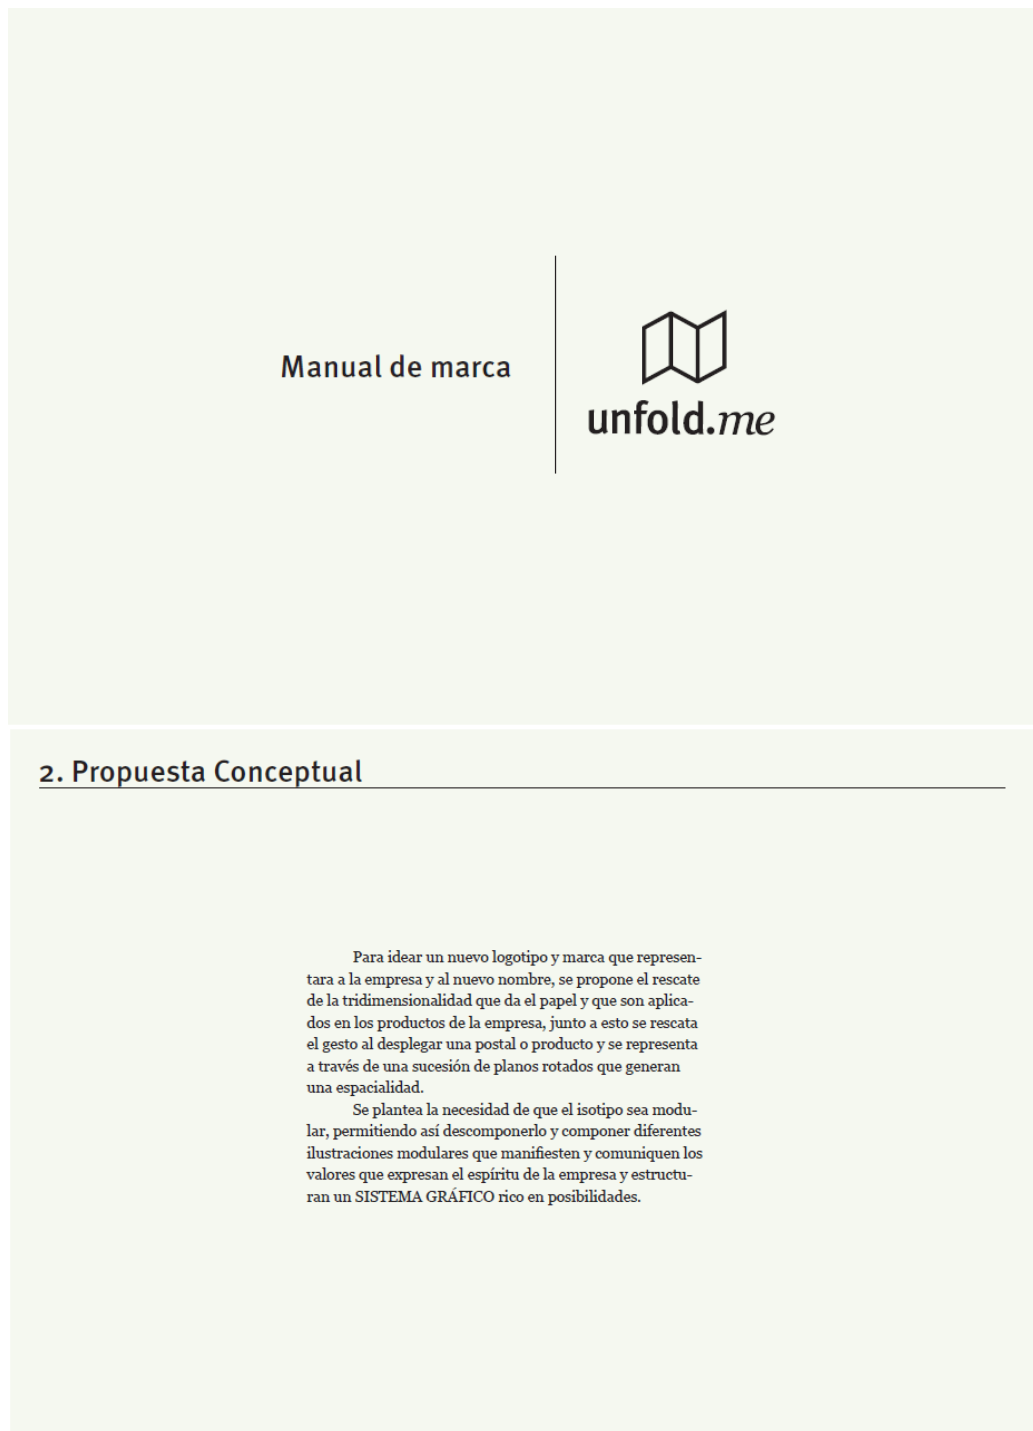 Manual de marca
unfold.me
2. Propuesta Conceptual
Para idear un nuevo logotipo y marca que represen-
tara a la empresa y al nuevo nombre, se propone el rescate
de la tridimensionalidad que da el papel y que son aplica-
dos en los productos de la empresa, junto a esto se rescata
el gesto al desplegar una postal o producto y se representa
a través de una sucesión de planos rotados que generan
una espacialidad.
Se plantea la necesidad de que el isotipo sea modu-
lar, permitiendo así descomponerlo y componer diferentes
ilustraciones modulares que manifiesten y comuniquen los
valores que expresan el espíritu de la empresa y estructu-
ran un SISTEMA GRÁFICO rico en posibilidades.